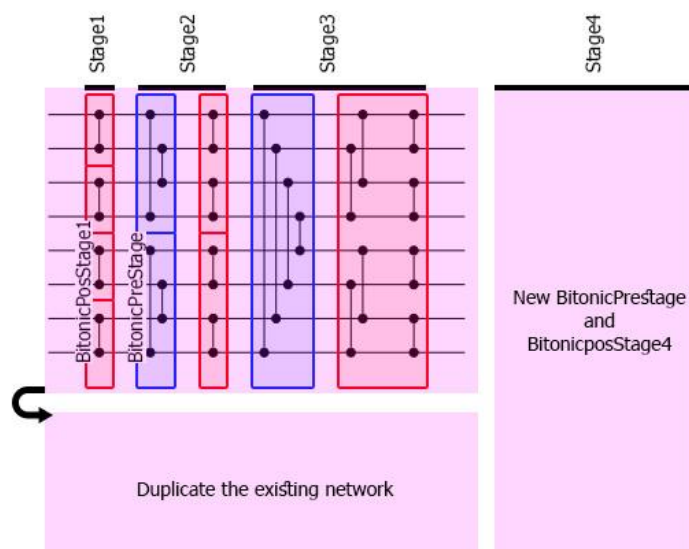 Stage1
Stage2
Stage3
Stage4
BitonicPosStage1
BitonicPreStage
New BitonicPrestage
and
BitonicposStage4
Duplicate the existing network